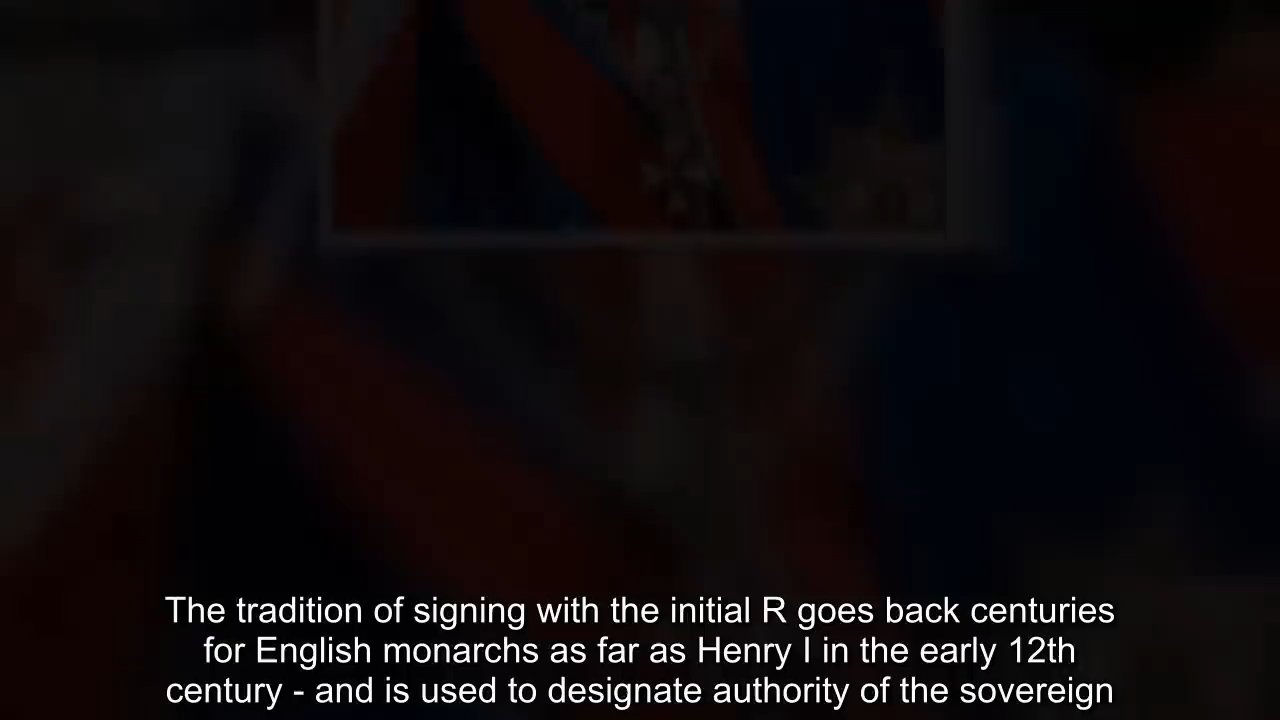 The tradition of signing with the initial R goes back centuries
for English monarchs as far as Henry I in the early 12th
century - and is used to designate authority of the sovereign